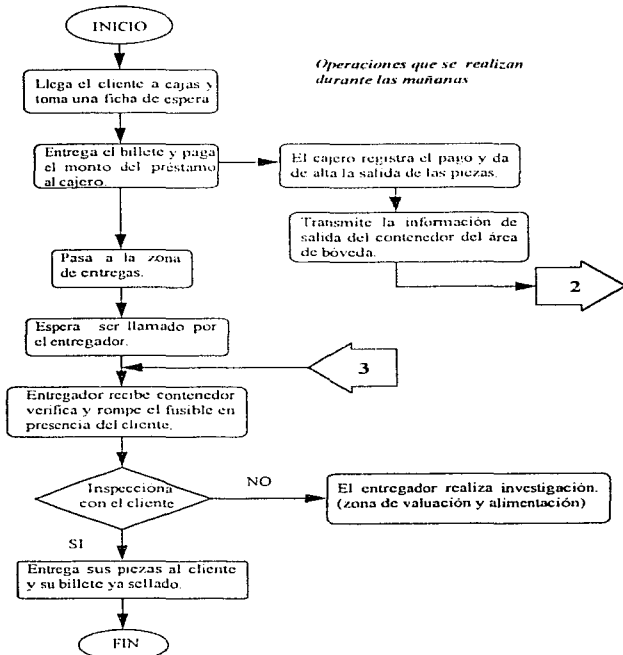 INICIO
Operaciones que se realizan
durante las mañanas
Llega el cliente a cajas y
toma una ficha de espera
Entrega el billete y paga
el monto del préstamo
al cajero.
El cajero registra el pago y da
de alta la salida de las piezas.
Transmite la información de
salida del contenedor del área
de bóveda.
Pasa a la zona
de entregas.
2
Espera ser llamado por
el entregador.
3
Entregador recibe contenedor
verifica y rompe el fusible en
presencia del cliente.
Inspecciona
con el cliente
NO
El entregador realiza investigación.
(zona de valuación y alimentación)
SI
Entrega sus piezas al cliente
y su billete ya sellado.
FIN